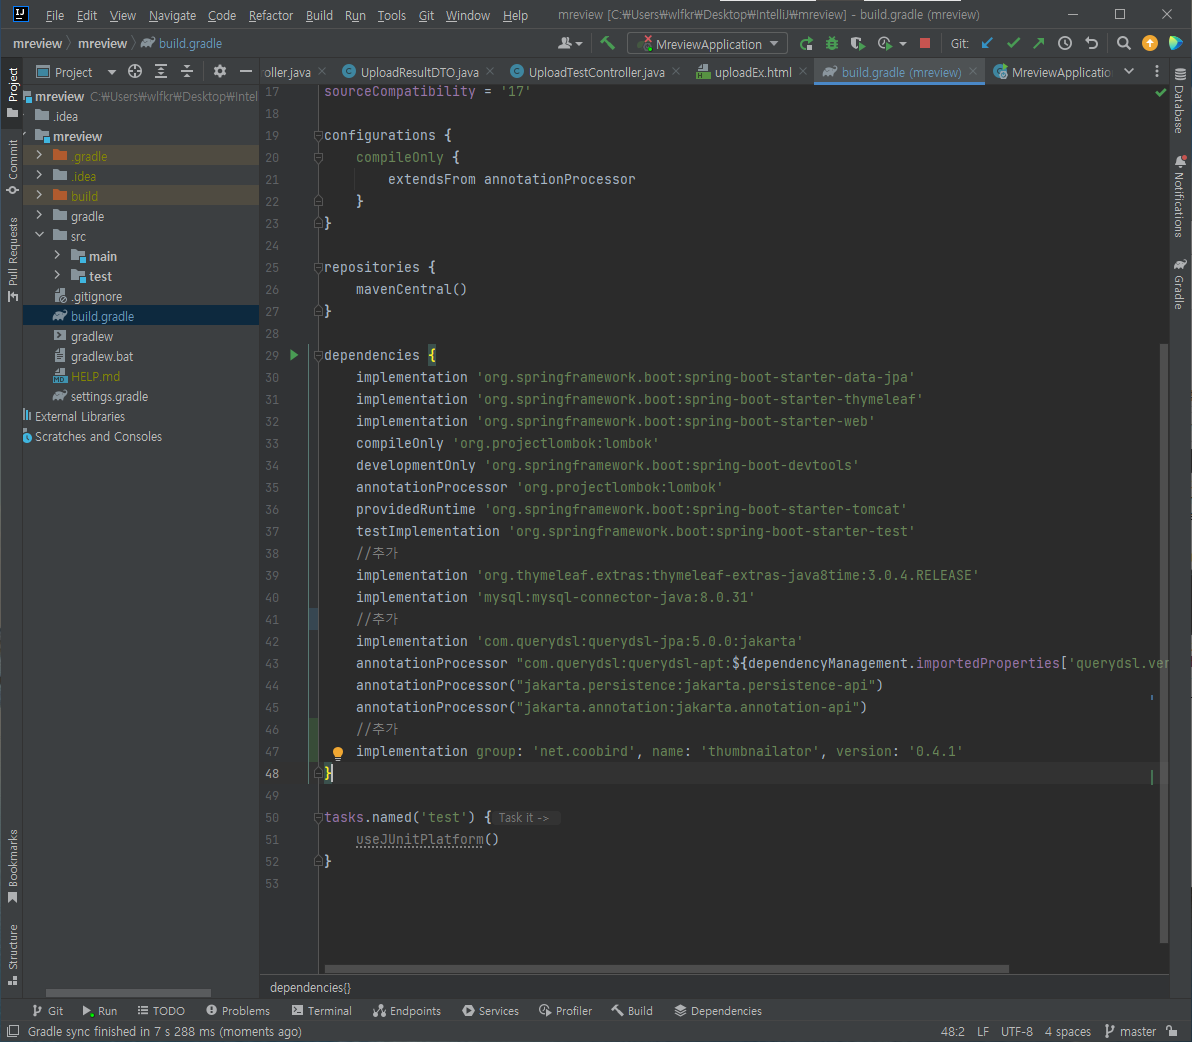 File Edit View Navigate Code Refactor Build Run Tools Git Window Help mreview [C:₩Users₩wlfkr₩Desktop₩IntelliJ₩mreview] - build.gradle (mreview)
mreview mreview build.gradle MreviewApplication Git:
Project roller.java UploadResultDTO.java UploadTestController.java uploadEx.html build.gradle (mreview) MreviewApplicatio
Project
Commit
Pull Requests
Bookmarks
Structure
mreview C:₩Users₩wlfkr₩Desktop₩Intel
.idea
mreview
.gradle
.idea
build
gradle
src
main
test
.gitignore
build.gradle
gradlew
gradlew.bat
HELP.md
settings.gradle
External Libraries
Scratches and Consoles
17 sourceCompatibility = '17'
18
19 configurations {
20 compileOnly {
21 extendsFrom annotationProcessor
22 }
23 }
24
25 repositories {
26 mavenCentral()
27 }
28
29 dependencies {
30 implementation 'org.springframework.boot:spring-boot-starter-data-jpa'
31 implementation 'org.springframework.boot:spring-boot-starter-thymeleaf'
32 implementation 'org.springframework.boot:spring-boot-starter-web'
33 compileOnly 'org.projectlombok:lombok'
34 developmentOnly 'org.springframework.boot:spring-boot-devtools'
35 annotationProcessor 'org.projectlombok:lombok'
36 providedRuntime 'org.springframework.boot:spring-boot-starter-tomcat'
37 testImplementation 'org.springframework.boot:spring-boot-starter-test'
38 //추가
39 implementation 'org.thymeleaf.extras:thymeleaf-extras-java8time:3.0.4.RELEASE'
40 implementation 'mysql:mysql-connector-java:8.0.31'
41 //추가
42 implementation 'com.querydsl:querydsl-jpa:5.0.0:jakarta'
43 annotationProcessor "com.querydsl:querydsl-apt:${dependencyManagement.importedProperties['querydsl.ver
44 annotationProcessor("jakarta.persistence:jakarta.persistence-api")
45 annotationProcessor("jakarta.annotation:jakarta.annotation-api")
46 //추가
47 implementation group: 'net.coobird', name: 'thumbnailator', version: '0.4.1'
48 }
49
50 tasks.named('test') { Task it ->
51 useJUnitPlatform()
52 }
53
dependencies{}
Database
Notifications
Gradle
Git Run TODO Problems Terminal Endpoints Services Profiler Build Dependencies
Gradle sync finished in 7 s 288 ms (moments ago) 48:2 LF UTF-8 4 spaces master